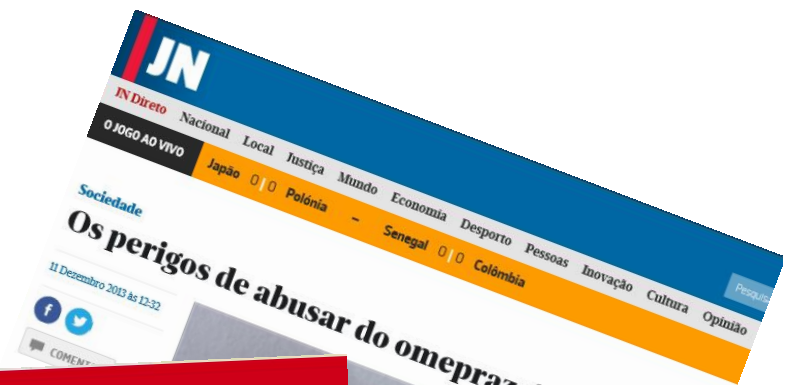 JN
JN Direto Nacional Local Justiça Mundo Economia Desporto Pessoas Inovação Cultura Opinião
O JOGO AO VIVO Japão 0|0 Polónia – Senegal 0|0 Colômbia
Sociedade
Os perigos de abusar do
11 Dezembro 2013 às 12:32